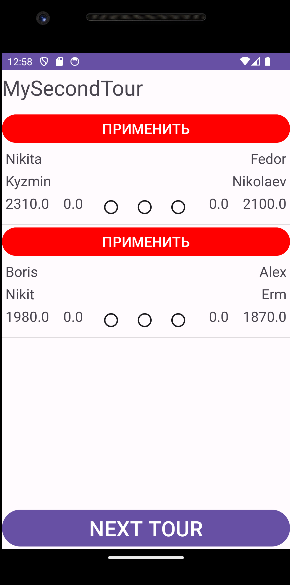 12:58
MySecondTour
ПРИМЕНИТЬ
Nikita Fedor
Kyzmin Nikolaev
2310.0 0.0 0.0 2100.0
ПРИМЕНИТЬ
Boris Alex
Nikit Erm
1980.0 0.0 0.0 1870.0
NEXT TOUR